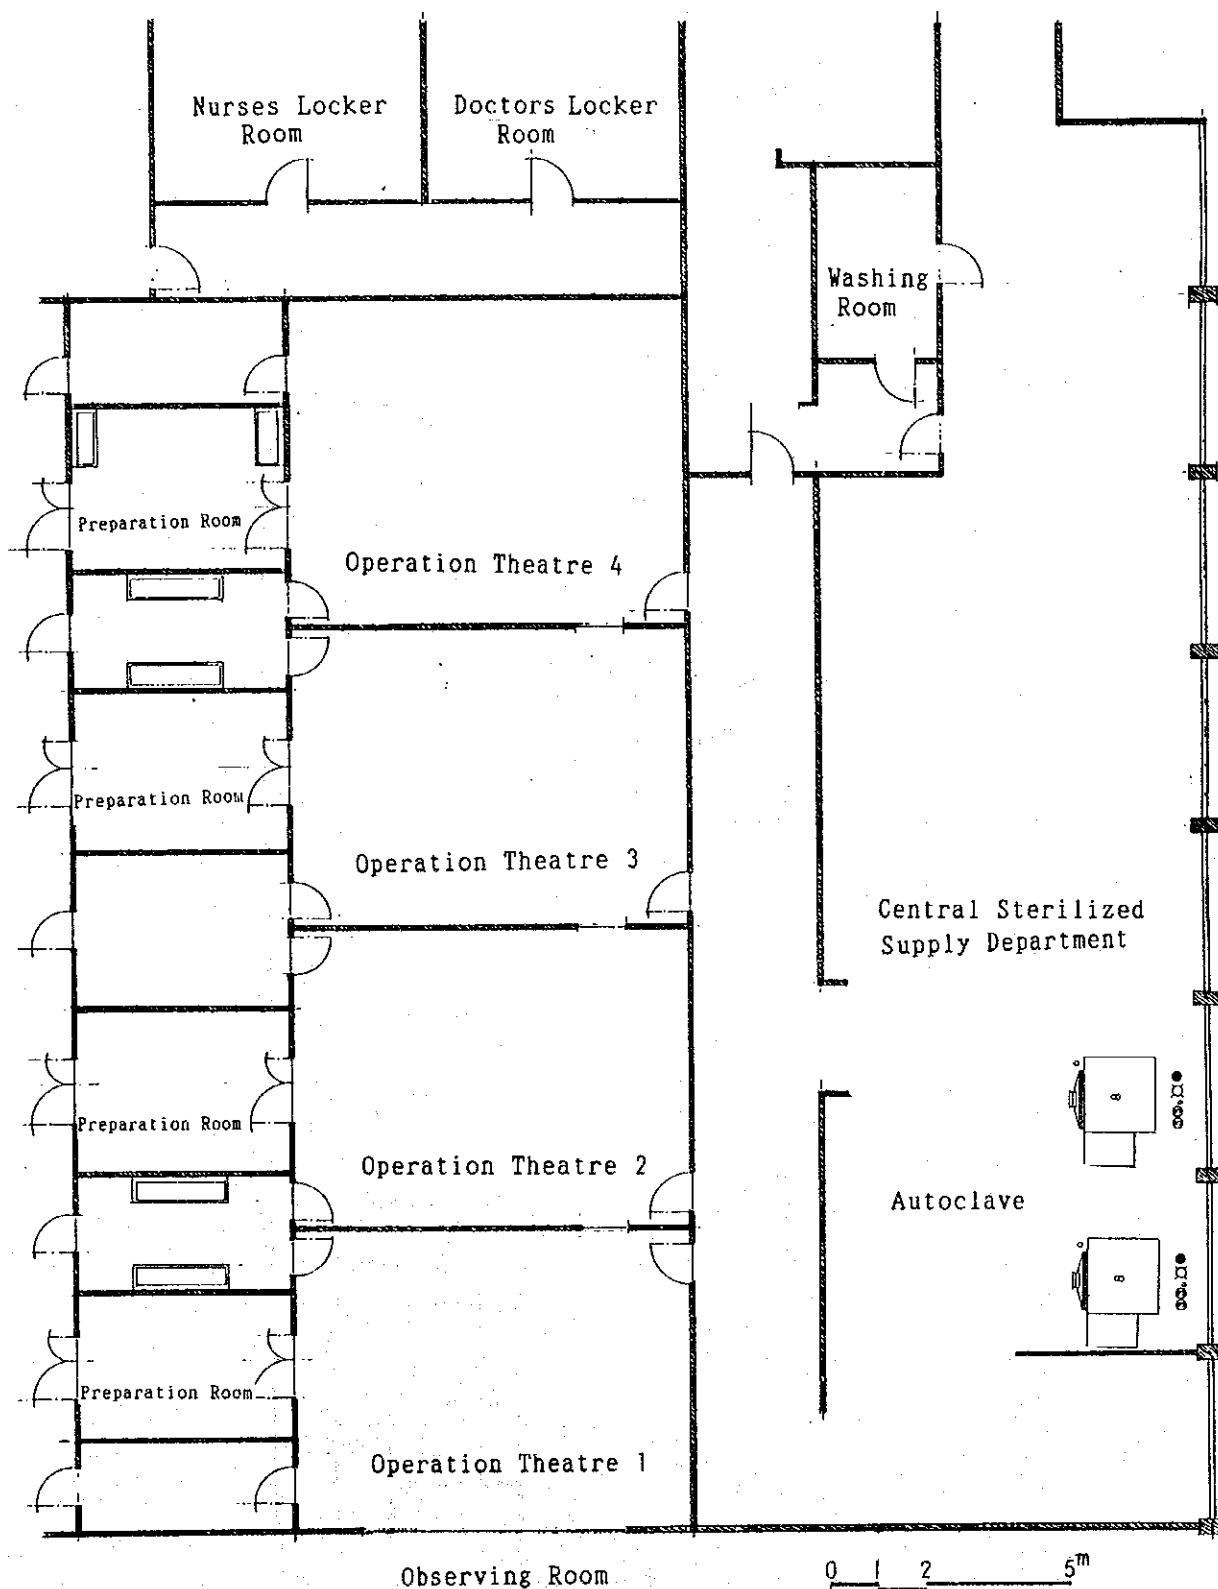 Nurses Locker
Room
Doctors Locker
Room
Washing
Room
Preparation Room
Operation Theatre 4
Preparation Room
Operation Theatre 3
Central Sterilized
Supply Department
Preparation Room
Operation Theatre 2
Autoclave
Preparation Room
Operation Theatre 1
Observing Room
0 1 2 5m